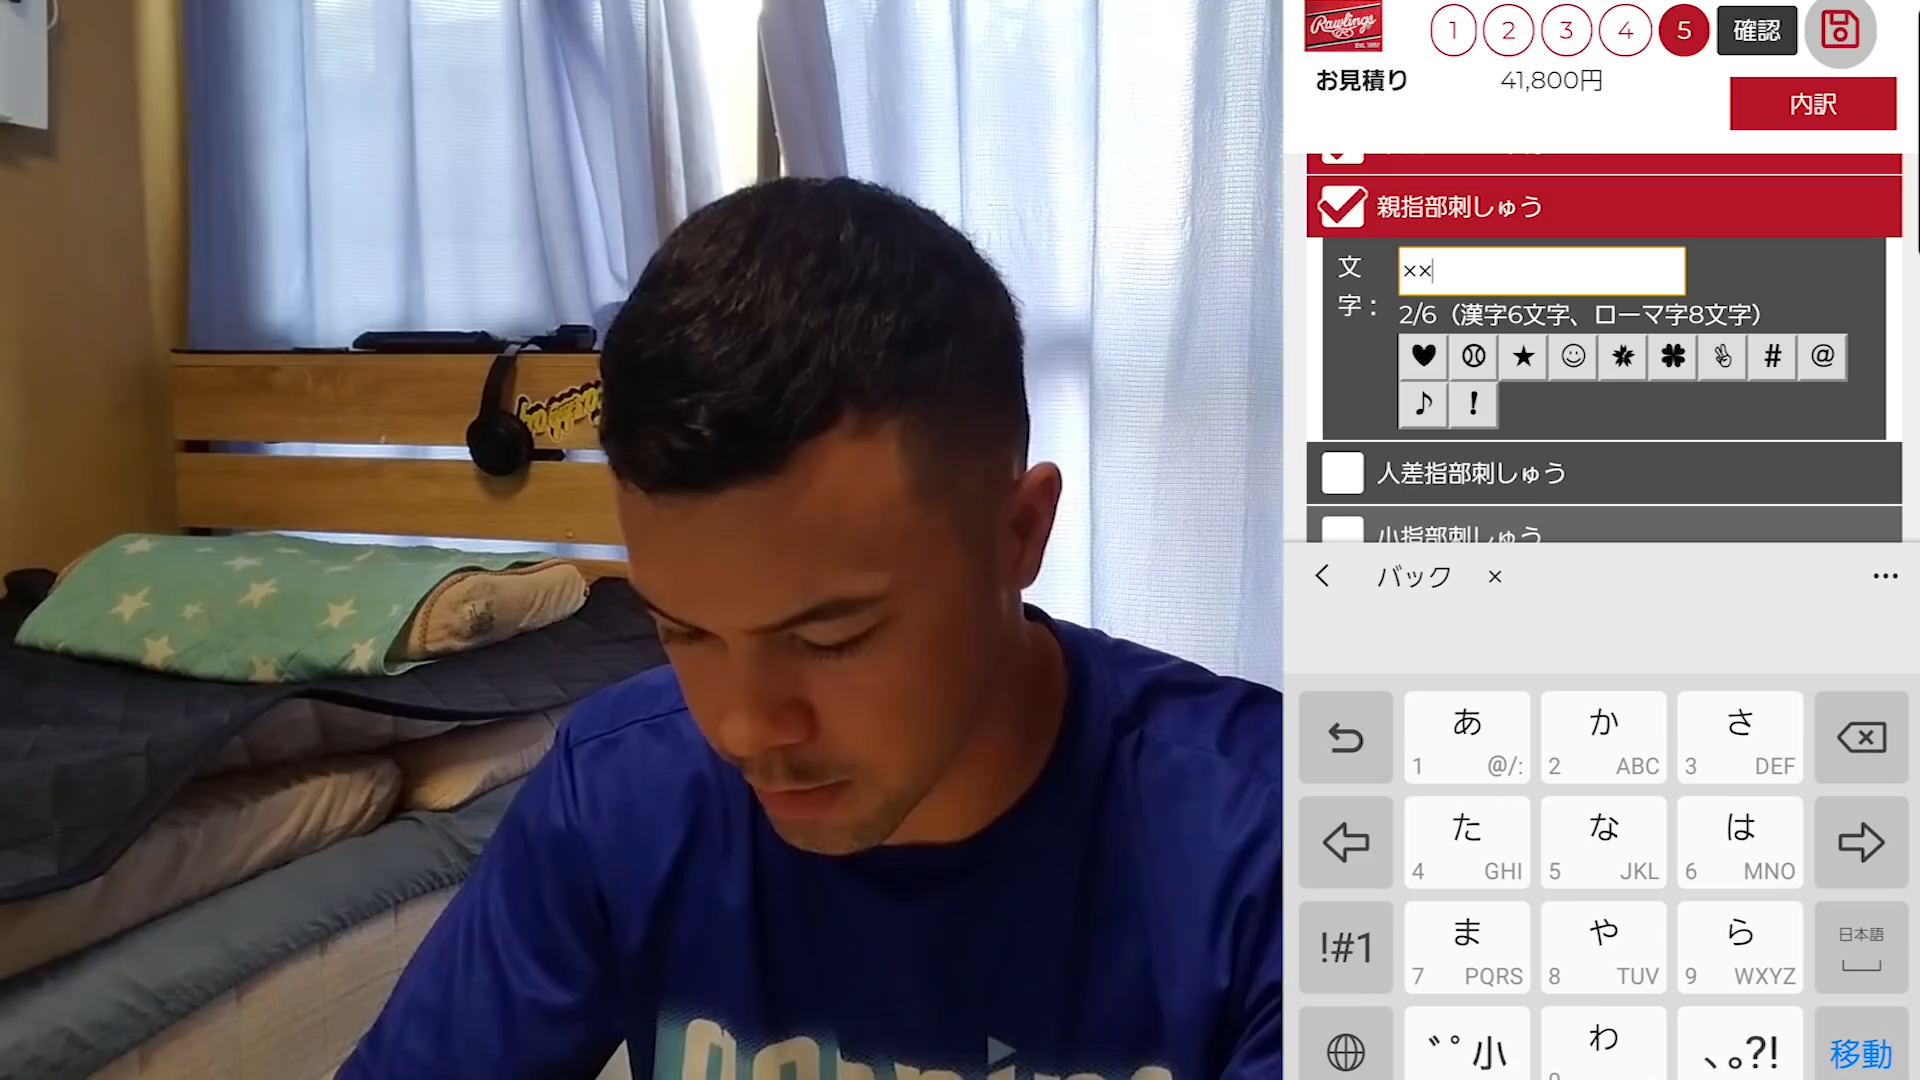 Rawlings
EST. 1887
1 2 3 4 5 確認
お見積り 41,800円
内訳
親指部刺しゅう
文字： ××
2/6（漢字6文字、ローマ字8文字）
★ # @
♪ !
人差指部刺しゅう
小指部刺しゅう
バック ×
あ か さ
1 @/: 2 ABC 3 DEF
た な は
4 GHI 5 JKL 6 MNO
!#1 ま や ら 日本語
7 PQRS 8 TUV 9 WXYZ
゛゜小 わ 、。?! 移動